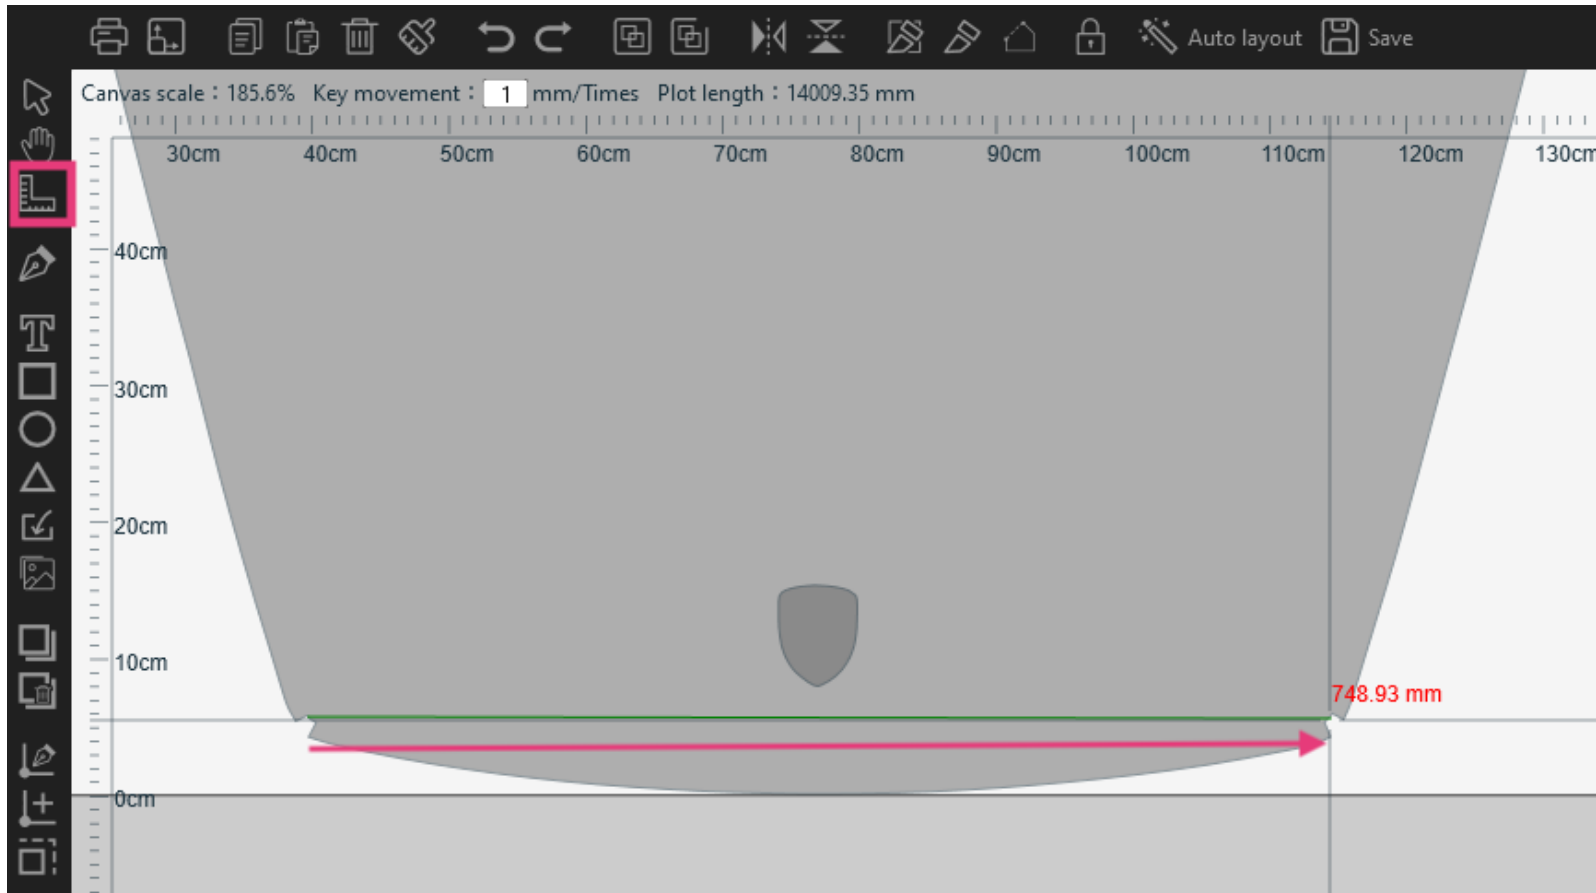 Auto layout Save
Canvas scale：185.6% Key movement： 1 mm/Times Plot length：14009.35 mm
30cm 40cm 50cm 60cm 70cm 80cm 90cm 100cm 110cm 120cm 130cm
40cm
30cm
20cm
10cm
748.93 mm
0cm